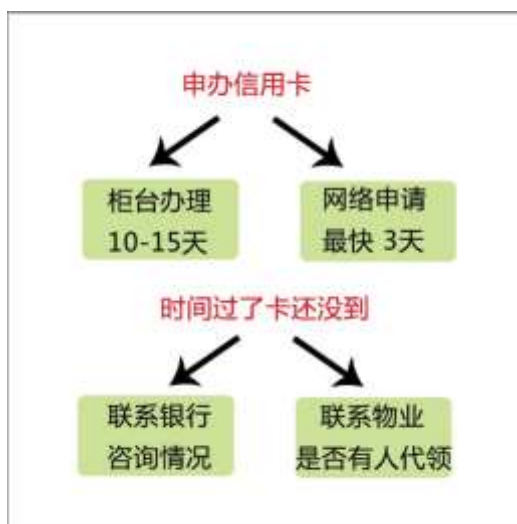 申办信用卡
柜台办理
10-15天
网络申请
最快 3天
时间过了卡还没到
联系银行
咨询情况
联系物业
是否有人代领